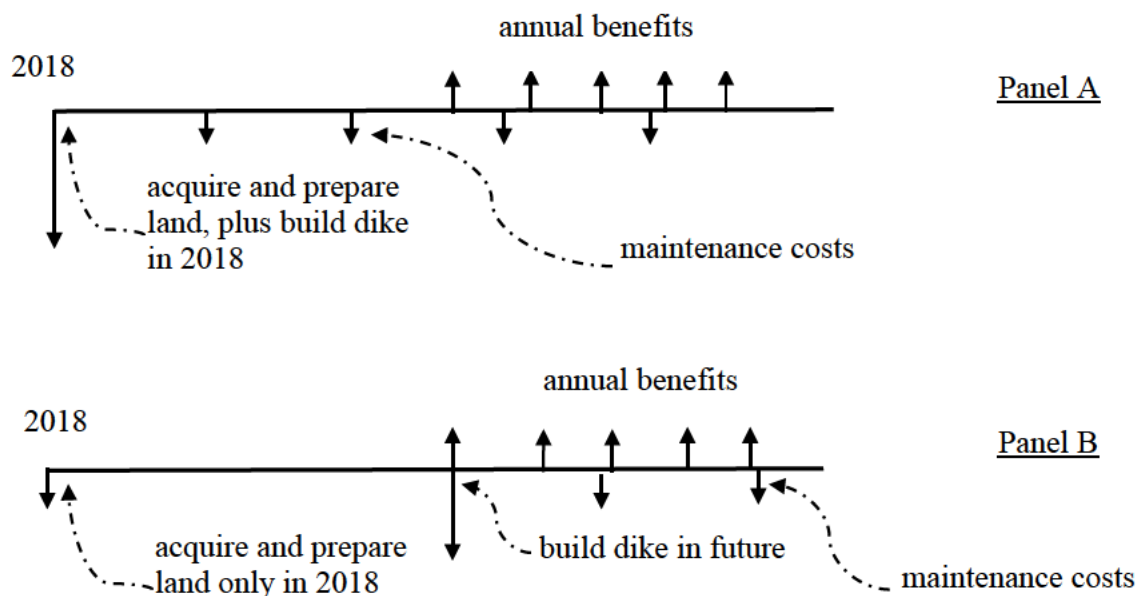 annual benefits
2018
Panel A
acquire and prepare
land, plus build dike
in 2018
maintenance costs
annual benefits
2018
Panel B
acquire and prepare
land only in 2018
build dike in future
maintenance costs